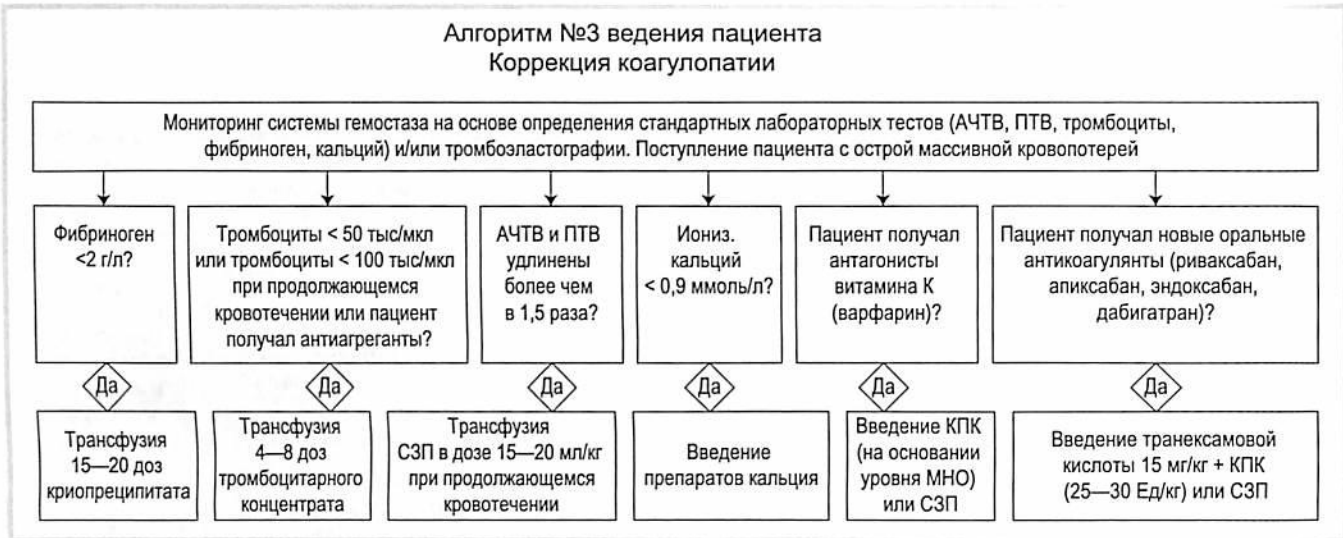 Алгоритм №3 ведения пациента
Коррекция коагулопатии
Мониторинг системы гемостаза на основе определения стандартных лабораторных тестов (АЧТВ, ПТВ, тромбоциты,
фибриноген, кальций) и/или тромбоэластографии. Поступление пациента с острой массивной кровопотерей
Фибриноген
<2 г/л?
Тромбоциты < 50 тыс/мкл
или тромбоциты < 100 тыс/мкл
при продолжающемся
кровотечении или пациент
получал антиагреганты?
АЧТВ и ПТВ
удлинены
более чем
в 1,5 раза?
Иониз.
кальций
< 0,9 ммоль/л?
Пациент получал
антагонисты
витамина К
(варфарин)?
Пациент получал новые оральные
антикоагулянты (риваксабан,
апиксабан, эндоксабан,
дабигатран)?
Да
Да
Да
Да
Да
Да
Трансфузия
15—20 доз
криопреципитата
Трансфузия
4—8 доз
тромбоцитарного
концентрата
Трансфузия
СЗП в дозе 15—20 мл/кг
при продолжающемся
кровотечении
Введение
препаратов кальция
Введение КПК
(на основании
уровня МНО)
или СЗП
Введение транексамовой
кислоты 15 мг/кг + КПК
(25—30 Ед/кг) или СЗП